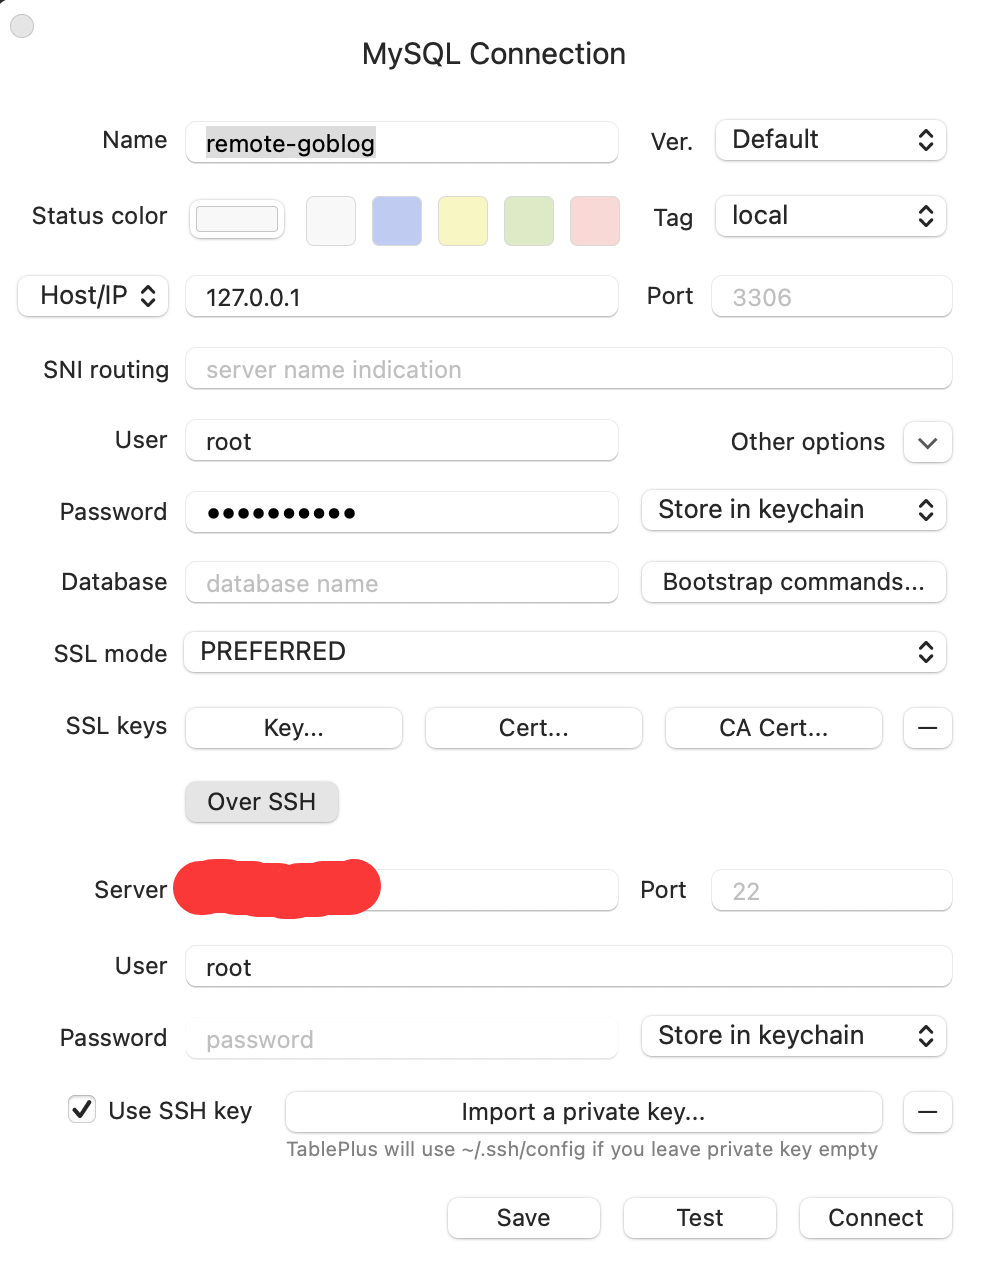 MySQL Connection
Name remote-goblog Ver. Default
Status color Tag local
Host/IP 127.0.0.1 Port 3306
SNI routing server name indication
User root Other options
Password ●●●●●●●●●● Store in keychain
Database database name Bootstrap commands...
SSL mode PREFERRED
SSL keys Key... Cert... CA Cert...
Over SSH
Server Port 22
User root
Password password Store in keychain
Use SSH key Import a private key...
TablePlus will use ~/.ssh/config if you leave private key empty
Save Test Connect